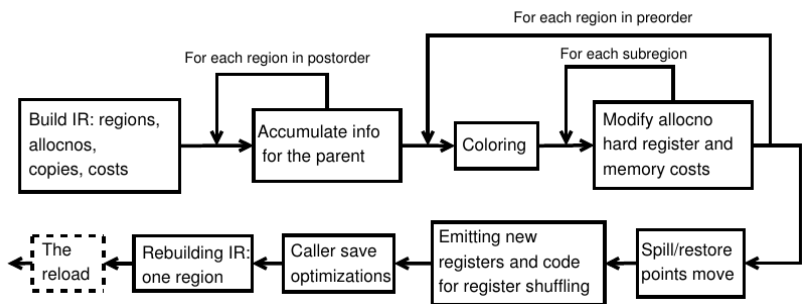 For each region in preorder
For each region in postorder
For each subregion
Build IR: regions,
allocnos,
copies, costs
Accumulate info
for the parent
Coloring
Modify allocno
hard register and
memory costs
The
reload
Rebuilding IR:
one region
Caller save
optimizations
Emitting new
registers and code
for register shuffling
Spill/restore
points move